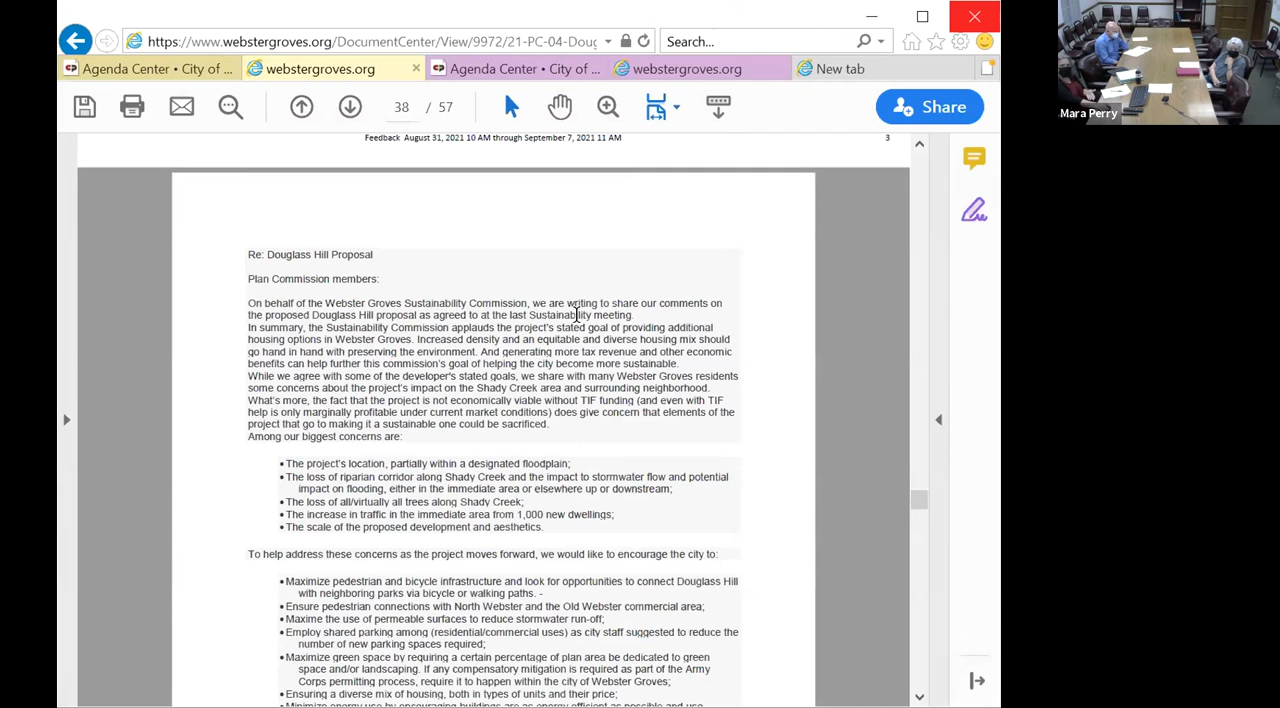 https://www.webstergroves.org/DocumentCenter/View/9972/21-PC-04-Doug
Search...
Agenda Center • City of ...
webstergroves.org
Agenda Center • City of ...
webstergroves.org
New tab
38 / 57
Share
Mara Perry
Feedback August 31, 2021 10 AM through September 7, 2021 11 AM
3
Re: Douglass Hill Proposal
Plan Commission members:
On behalf of the Webster Groves Sustainability Commission, we are writing to share our comments on
the proposed Douglass Hill proposal as agreed to at the last Sustainability meeting.
In summary, the Sustainability Commission applauds the project's stated goal of providing additional
housing options in Webster Groves. Increased density and an equitable and diverse housing mix should
go hand in hand with preserving the environment. And generating more tax revenue and other economic
benefits can help further this commission's goal of helping the city become more sustainable.
While we agree with some of the developer's stated goals, we share with many Webster Groves residents
some concerns about the project's impact on the Shady Creek area and surrounding neighborhood.
What's more, the fact that the project is not economically viable without TIF funding (and even with TIF
help is only marginally profitable under current market conditions) does give concern that elements of the
project that go to making it a sustainable one could be sacrificed.
Among our biggest concerns are:
• The project's location, partially within a designated floodplain;
• The loss of riparian corridor along Shady Creek and the impact to stormwater flow and potential
impact on flooding, either in the immediate area or elsewhere up or downstream;
• The loss of all/virtually all trees along Shady Creek;
• The increase in traffic in the immediate area from 1,000 new dwellings;
• The scale of the proposed development and aesthetics.
To help address these concerns as the project moves forward, we would like to encourage the city to:
• Maximize pedestrian and bicycle infrastructure and look for opportunities to connect Douglass Hill
with neighboring parks via bicycle or walking paths. -
• Ensure pedestrian connections with North Webster and the Old Webster commercial area;
• Maxime the use of permeable surfaces to reduce stormwater run-off;
• Employ shared parking among (residential/commercial uses) as city staff suggested to reduce the
number of new parking spaces required;
• Maximize green space by requiring a certain percentage of plan area be dedicated to green
space and/or landscaping. If any compensatory mitigation is required as part of the Army
Corps permitting process, require it to happen within the city of Webster Groves;
• Ensuring a diverse mix of housing, both in types of units and their price;
• Minimize energy use by encouraging buildings are as energy efficient as possible and use